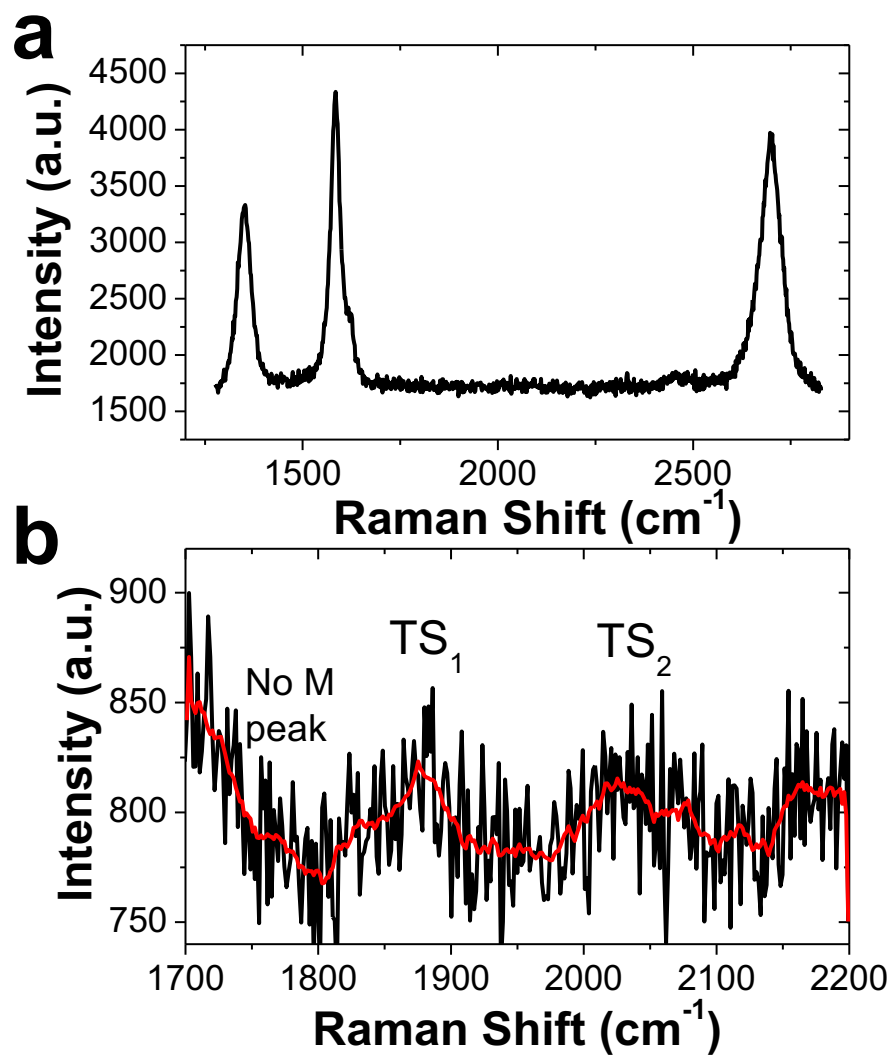 a
4500
4000
3500
3000
2500
2000
1500
Intensity (a.u.)
1500 2000 2500
Raman Shift (cm⁻¹)
b
900
850
800
750
Intensity (a.u.)
No M
peak
TS₁
TS₂
1700 1800 1900 2000 2100 2200
Raman Shift (cm⁻¹)